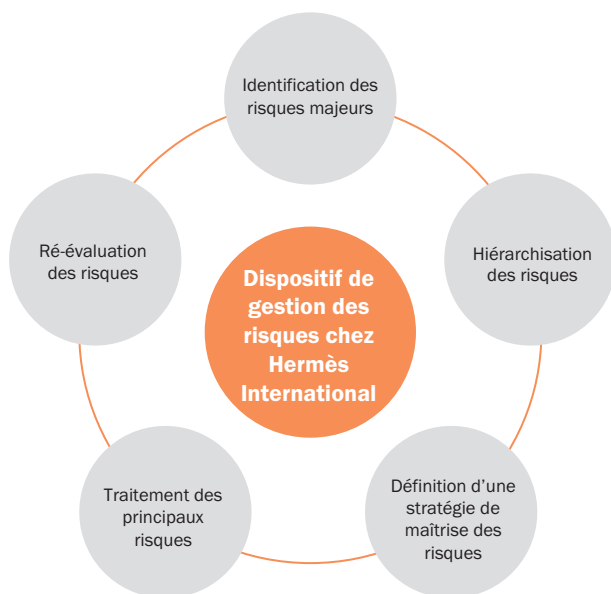 Identification des
risques majeurs
Hiérarchisation
des risques
Définition d'une
stratégie de
maîtrise des
risques
Traitement des
principaux
risques
Ré-évaluation
des risques
Dispositif de
gestion des
risques chez
Hermès
International